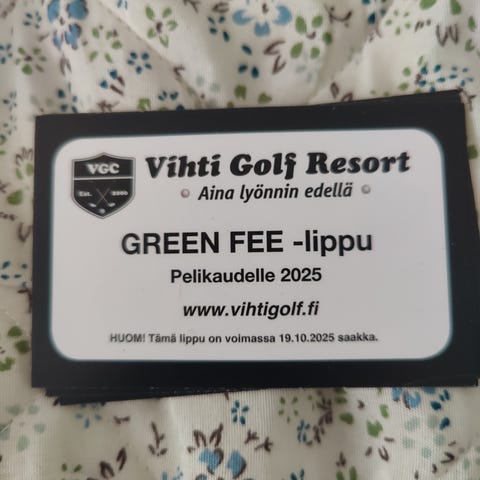 VGC
Est. 2000
Vihti Golf Resort
Aina lyönnin edellä
GREEN FEE -lippu
Pelikaudelle 2025
www.vihtigolf.fi
HUOM! Tämä lippu on voimassa 19.10.2025 saakka.